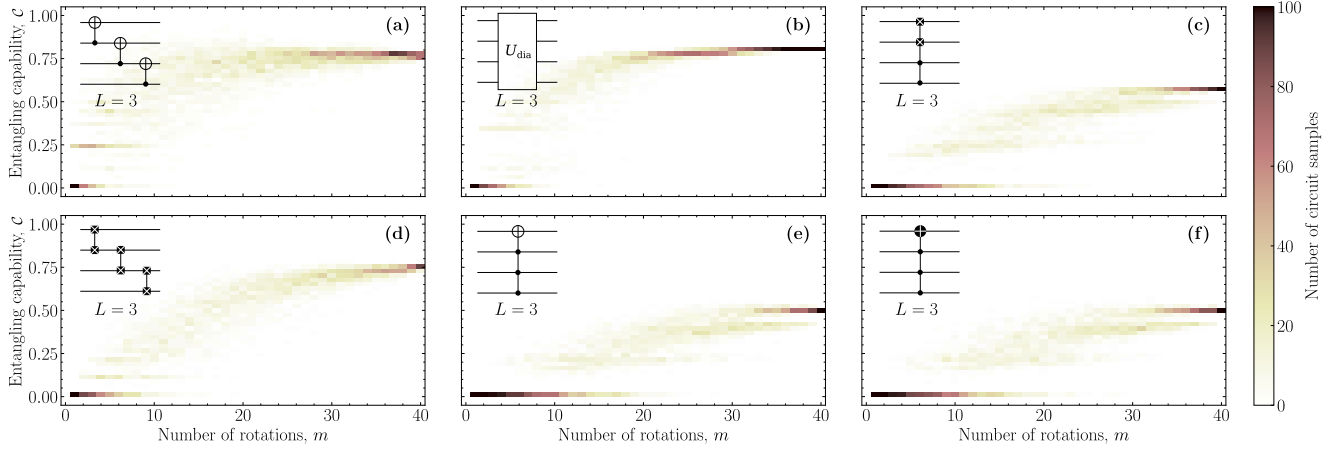 Entangling capability, C
1.00
0.75
0.50
0.25
0.00
(a)
L = 3
(b)
U_dia
L = 3
(c)
L = 3
Entangling capability, C
1.00
0.75
0.50
0.25
0.00
(d)
L = 3
(e)
L = 3
(f)
L = 3
0 10 20 30 40
Number of rotations, m
0 10 20 30 40
Number of rotations, m
0 10 20 30 40
Number of rotations, m
100
80
60
40
20
0
Number of circuit samples